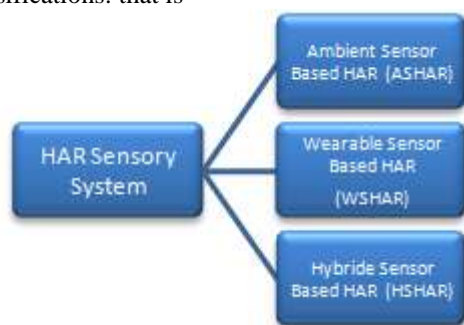 sifications: that is
Ambient Sensor
Based HAR (ASHAR)
HAR Sensory
System
Wearable Sensor
Based HAR
(WSHAR)
Hybride Sensor
Based HAR (HSHAR)